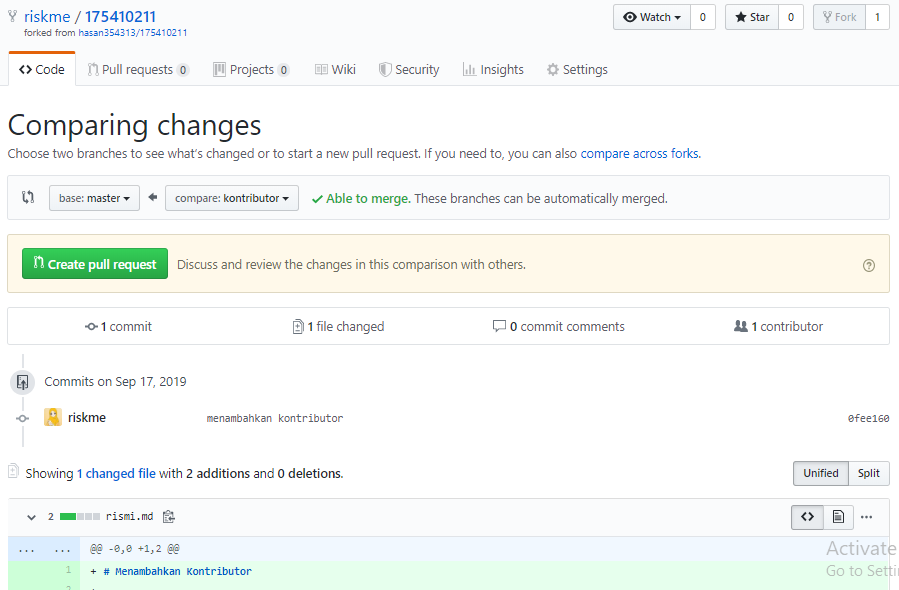 riskme / 175410211
forked from hasan354313/175410211
Watch 0 Star 0 Fork 1
Code Pull requests 0 Projects 0 Wiki Security Insights Settings
Comparing changes
Choose two branches to see what's changed or to start a new pull request. If you need to, you can also compare across forks.
base: master compare: kontributor ✓ Able to merge. These branches can be automatically merged.
Create pull request Discuss and review the changes in this comparison with others.
1 commit 1 file changed 0 commit comments 1 contributor
Commits on Sep 17, 2019
riskme menambahkan kontributor 0fee160
Showing 1 changed file with 2 additions and 0 deletions. Unified Split
2 rismi.md
... ... @@ -0,0 +1,2 @@
Activate
1 + # Menambahkan Kontributor
Go to Setti